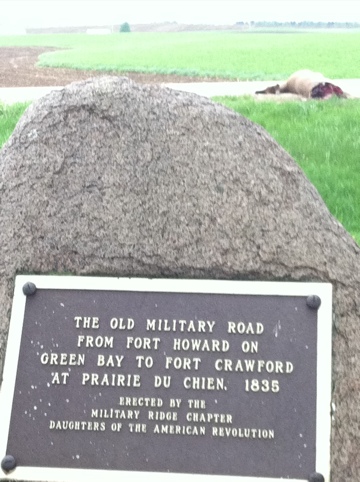 THE OLD MILITARY ROAD
FROM FORT HOWARD ON
GREEN BAY TO FORT CRAWFORD
AT PRAIRIE DU CHIEN, 1835
ERECTED BY THE
MILITARY RIDGE CHAPTER
DAUGHTERS OF THE AMERICAN REVOLUTION